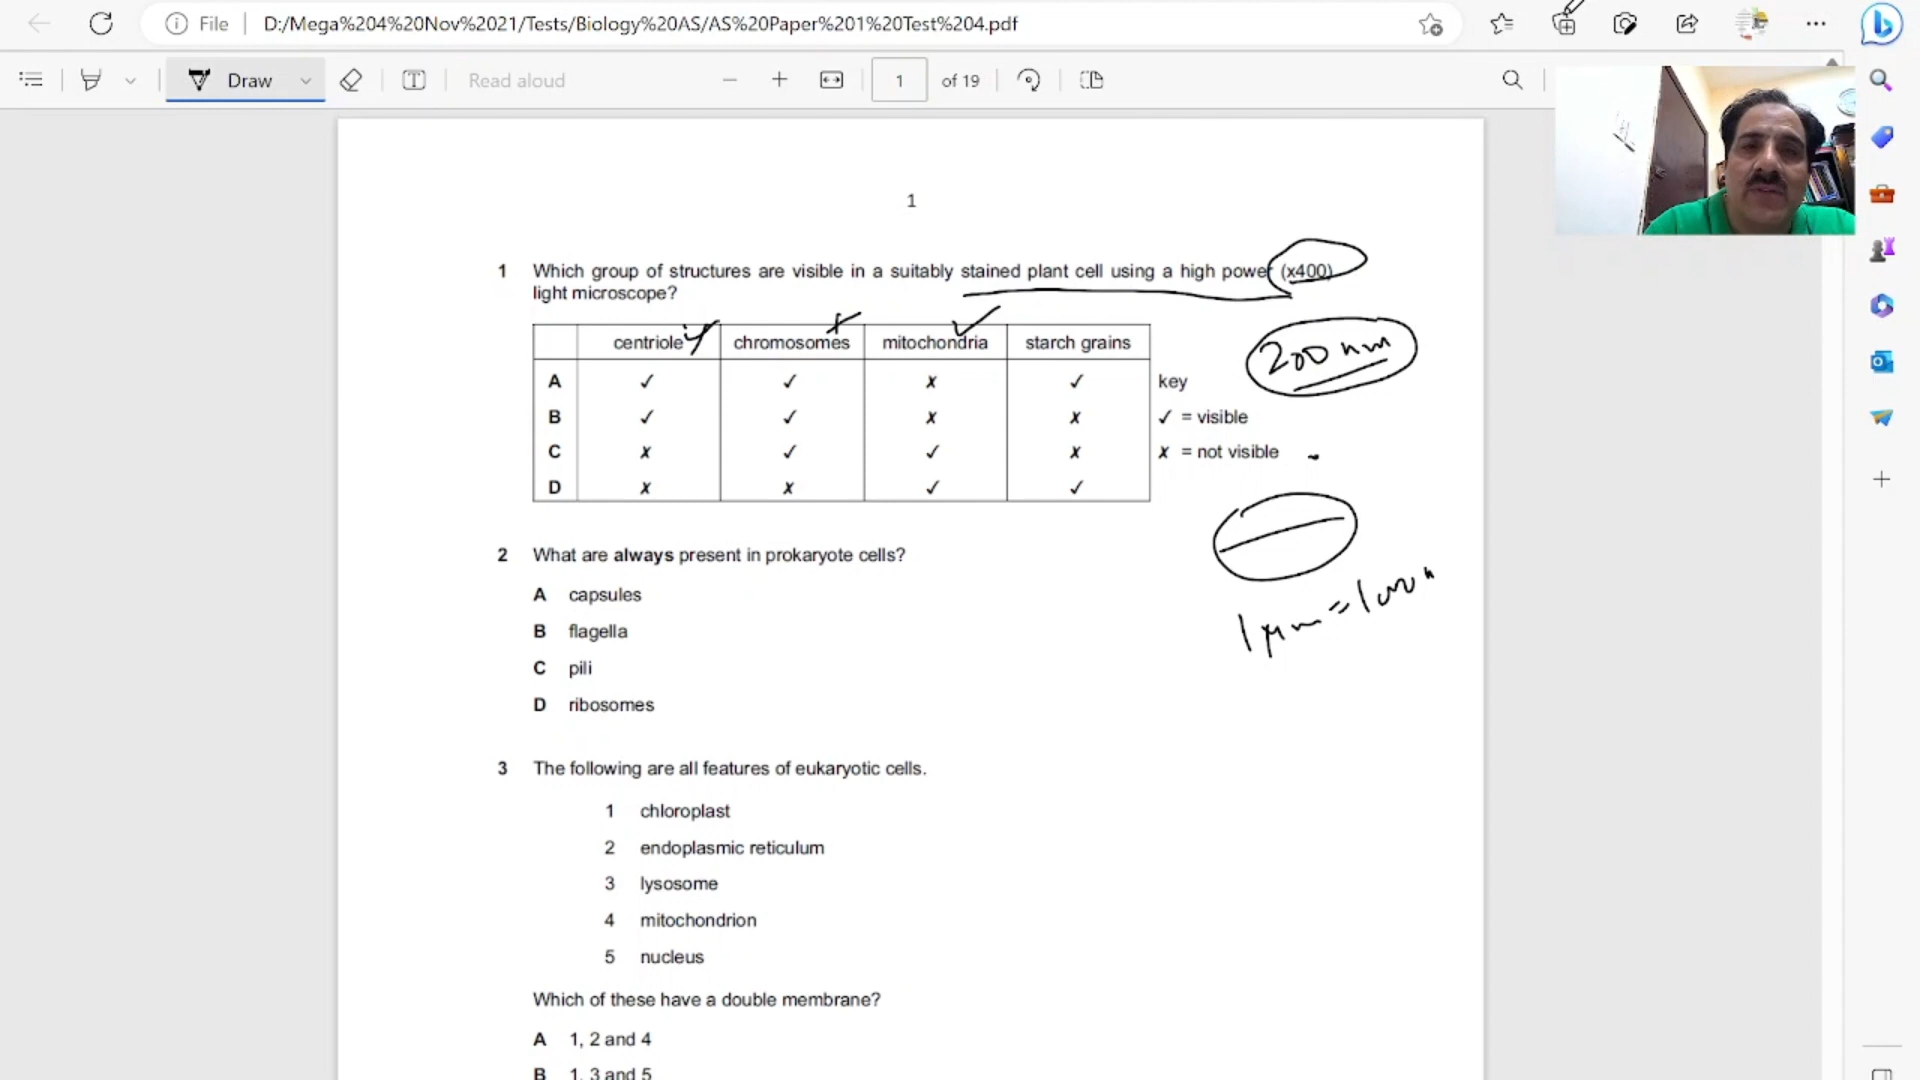 File
D:/Mega%204%20Nov%2021/Tests/Biology%20AS/AS%20Paper%201%20Test%204.pdf
Draw
Read aloud
1
of 19
1
1 Which group of structures are visible in a suitably stained plant cell using a high power (x400)
light microscope?
200 nm
centriole chromosomes mitochondria starch grains
A ✓ ✓ ✗ ✓ key
B ✓ ✓ ✗ ✗ ✓ = visible
C ✗ ✓ ✓ ✗ ✗ = not visible
D ✗ ✗ ✓ ✓
2 What are always present in prokaryote cells?
A capsules
1 μm =
B flagella
C pili
D ribosomes
3 The following are all features of eukaryotic cells.
1 chloroplast
2 endoplasmic reticulum
3 lysosome
4 mitochondrion
5 nucleus
Which of these have a double membrane?
A 1, 2 and 4
B 1, 3 and 5